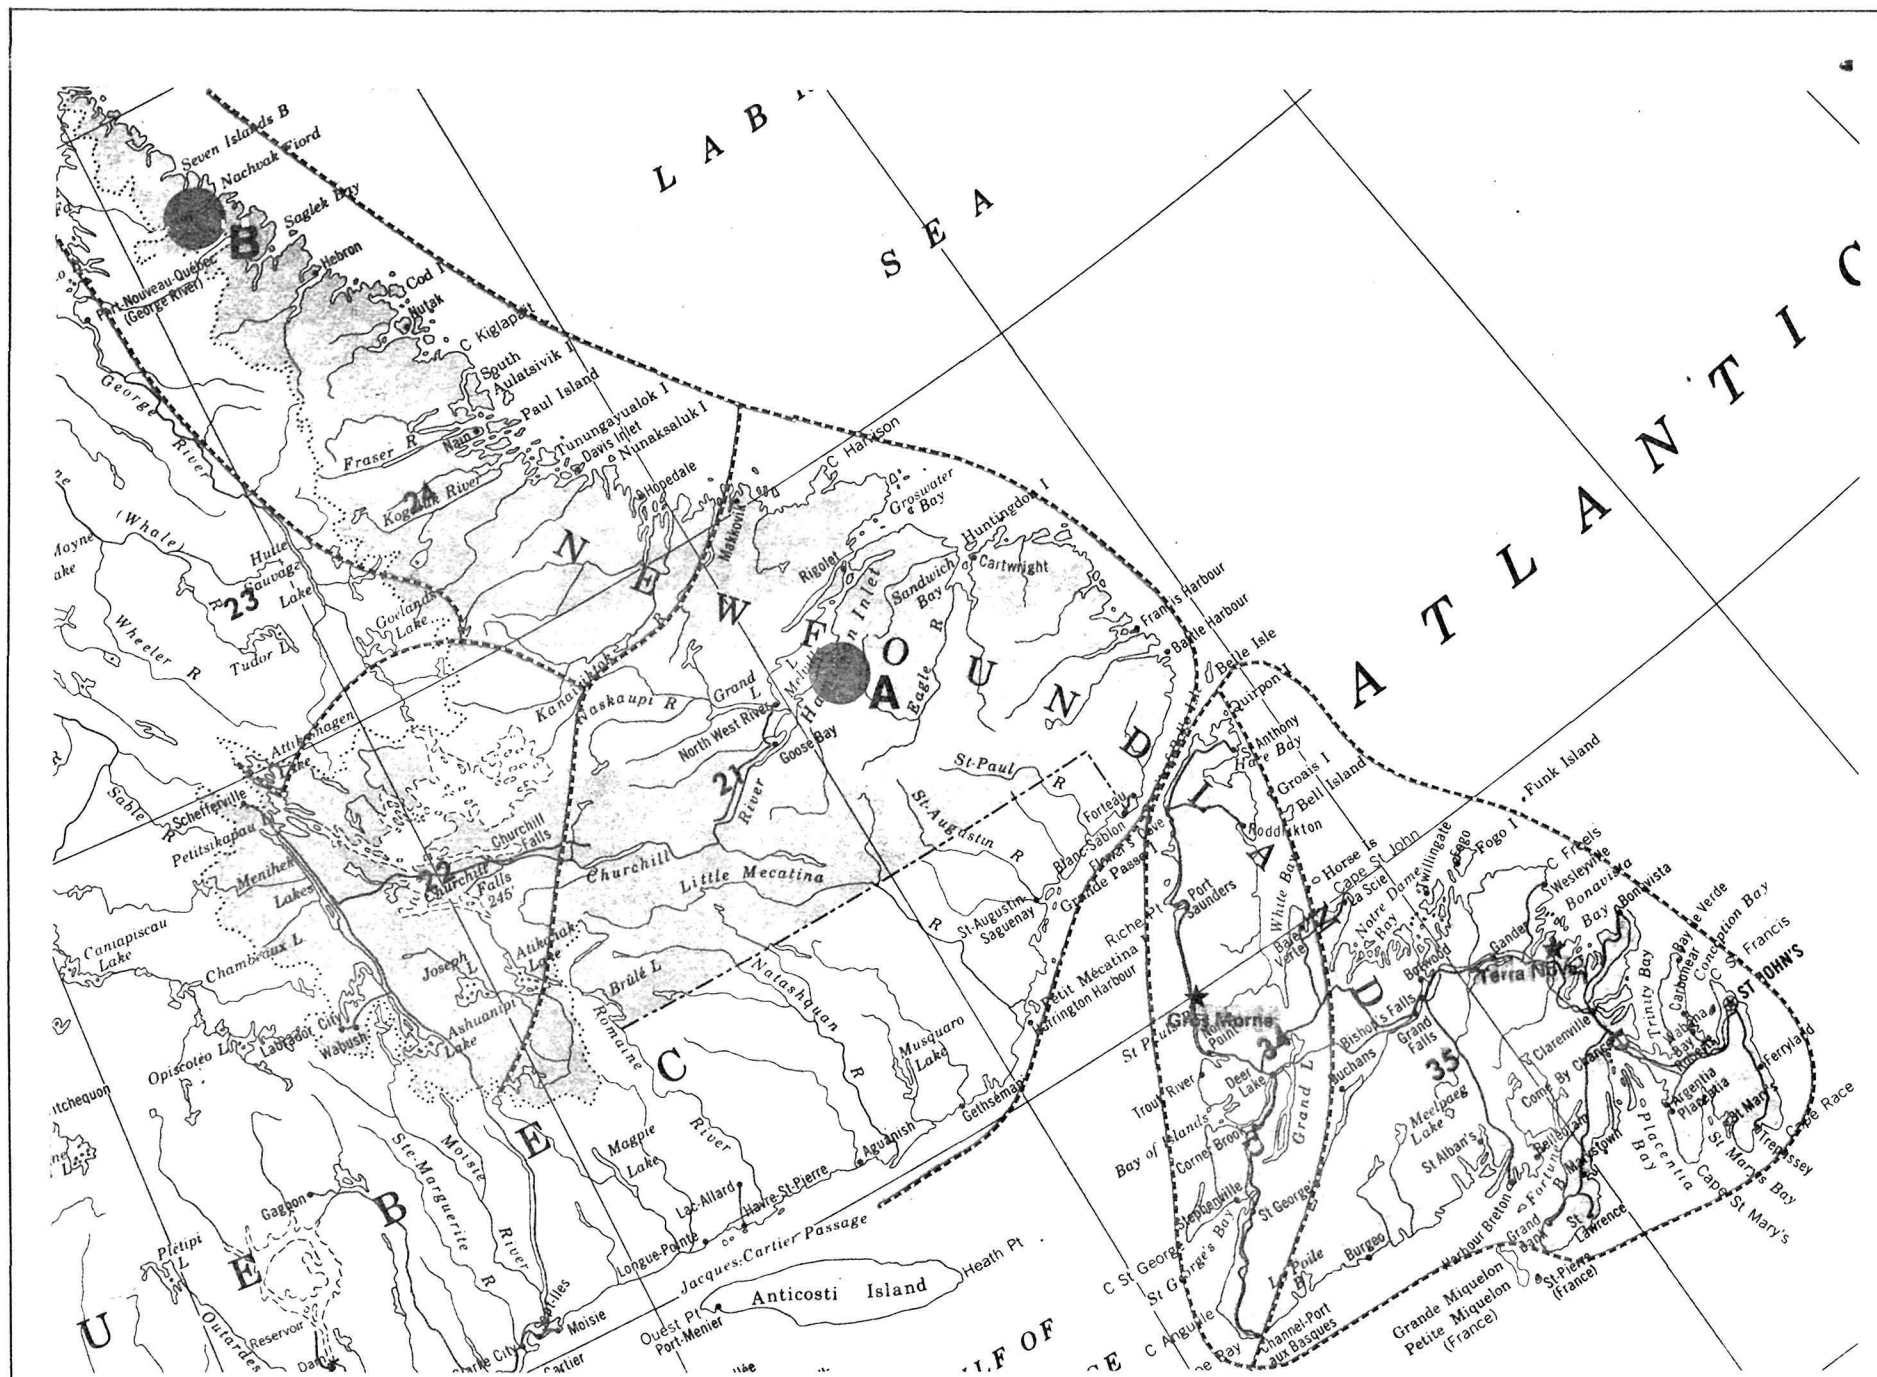 LAB
SEA
ATLANTIC
Seven Islands B
Nachvak Fiord
Saglek Bay
B
Hebron
Port-Nouveau-Québec
(George River)
Cod I
Nutak
C Kiglapait
South
Aulatsivik I
Paul Island
George
River
Fraser R
Nain
Tunungayualok I
Davis Inlet
Nunaksaluk I
24
Kogaluk River
Hopedale
Makkovik
C Harrison
Groswater
Bay
Huntingdon I
Cartwright
Rigolet
Sandwich
Bay
Francis Harbour
Battle Harbour
Belle Isle
Quirpon I
(Whale)
R
Hutte
Sauvage
Lake
23
Wheeler R
Tudor L
NEWFOUNDLAND
A
Eagle R
Grand
L
Naskaupi R
North West River
Goose Bay
21
River
St-Paul R
St-Augustin R
Forteau
Blanc-Sablon
Flower's Cove
Grande Passe I
St Anthony
Hare Bay
Groais I
Bell Island
Roddickton
Funk Island
Attikamagen
Lake
Schefferville
Petitsikapau L
Menihek
Lakes
Sable
R
22
Churchill
Falls
245'
Churchill
Falls
Churchill
Little Mecatina
R
St-Augustin
Saguenay
Port
Saunders
Riche Pt
Petit Mécatina I
Harrington Harbour
White Bay
Horse Is
Cape St John
La Scie
Baie
Verte
Notre Dame
Bay
Twillingate
Fogo
Fogo I
C Freels
Wesleyville
Bonavista
Bay
Bonavista
Gander
Terra Nova
Botwood
Bishop's Falls
Grand
Falls
Buchans
Gros Morne
34
35
Trout River
Deer
Lake
Grand L
Bay of Islands
Corner Brook
Stephenville
St George's
St George's Bay
C St George
C Anguille
Channel-Port
aux Basques
La Poile
B
Burgeo
Meelpaeg
Lake
St Alban's
Harbour Breton
Belleoram
Fortune
B
Grand
Bank
Marystown
St
Lawrence
St-Pierre
(France)
Grande Miquelon
Petite Miquelon
(France)
Clarenville
Come By Chance
Trinity Bay
Carbonear
Bay de Verde
Conception Bay
C St Francis
ST JOHN'S
Wabana
Bay
Roberts
Argentia
Placentia
Placentia
Bay
Ferryland
St Mary's
Trepassey
Cape Race
St Marys Bay
Cape St Mary's
Caniapiscau
Lake
Chambeaux L
Opiscotéo L
Labrador City
Wabush
Joseph
L
Ashuanipi
Lake
Atikonak
Lake
Brûlé L
Romaine
River
Natashquan
R
Musquaro
Lake
Gethsémani
Aguanish
Magpie
Lake
Lac-Allard
Havre-St-Pierre
Longue-Pointe
Jacques-Cartier Passage
Anticosti Island
Heath Pt
Ouest Pt
Port-Menier
Moisie
River
Ste-Marguerite
R
Gagnon
Plétipi
L
Outardes
Reservoir
Moisie
Cartier
QUEBEC